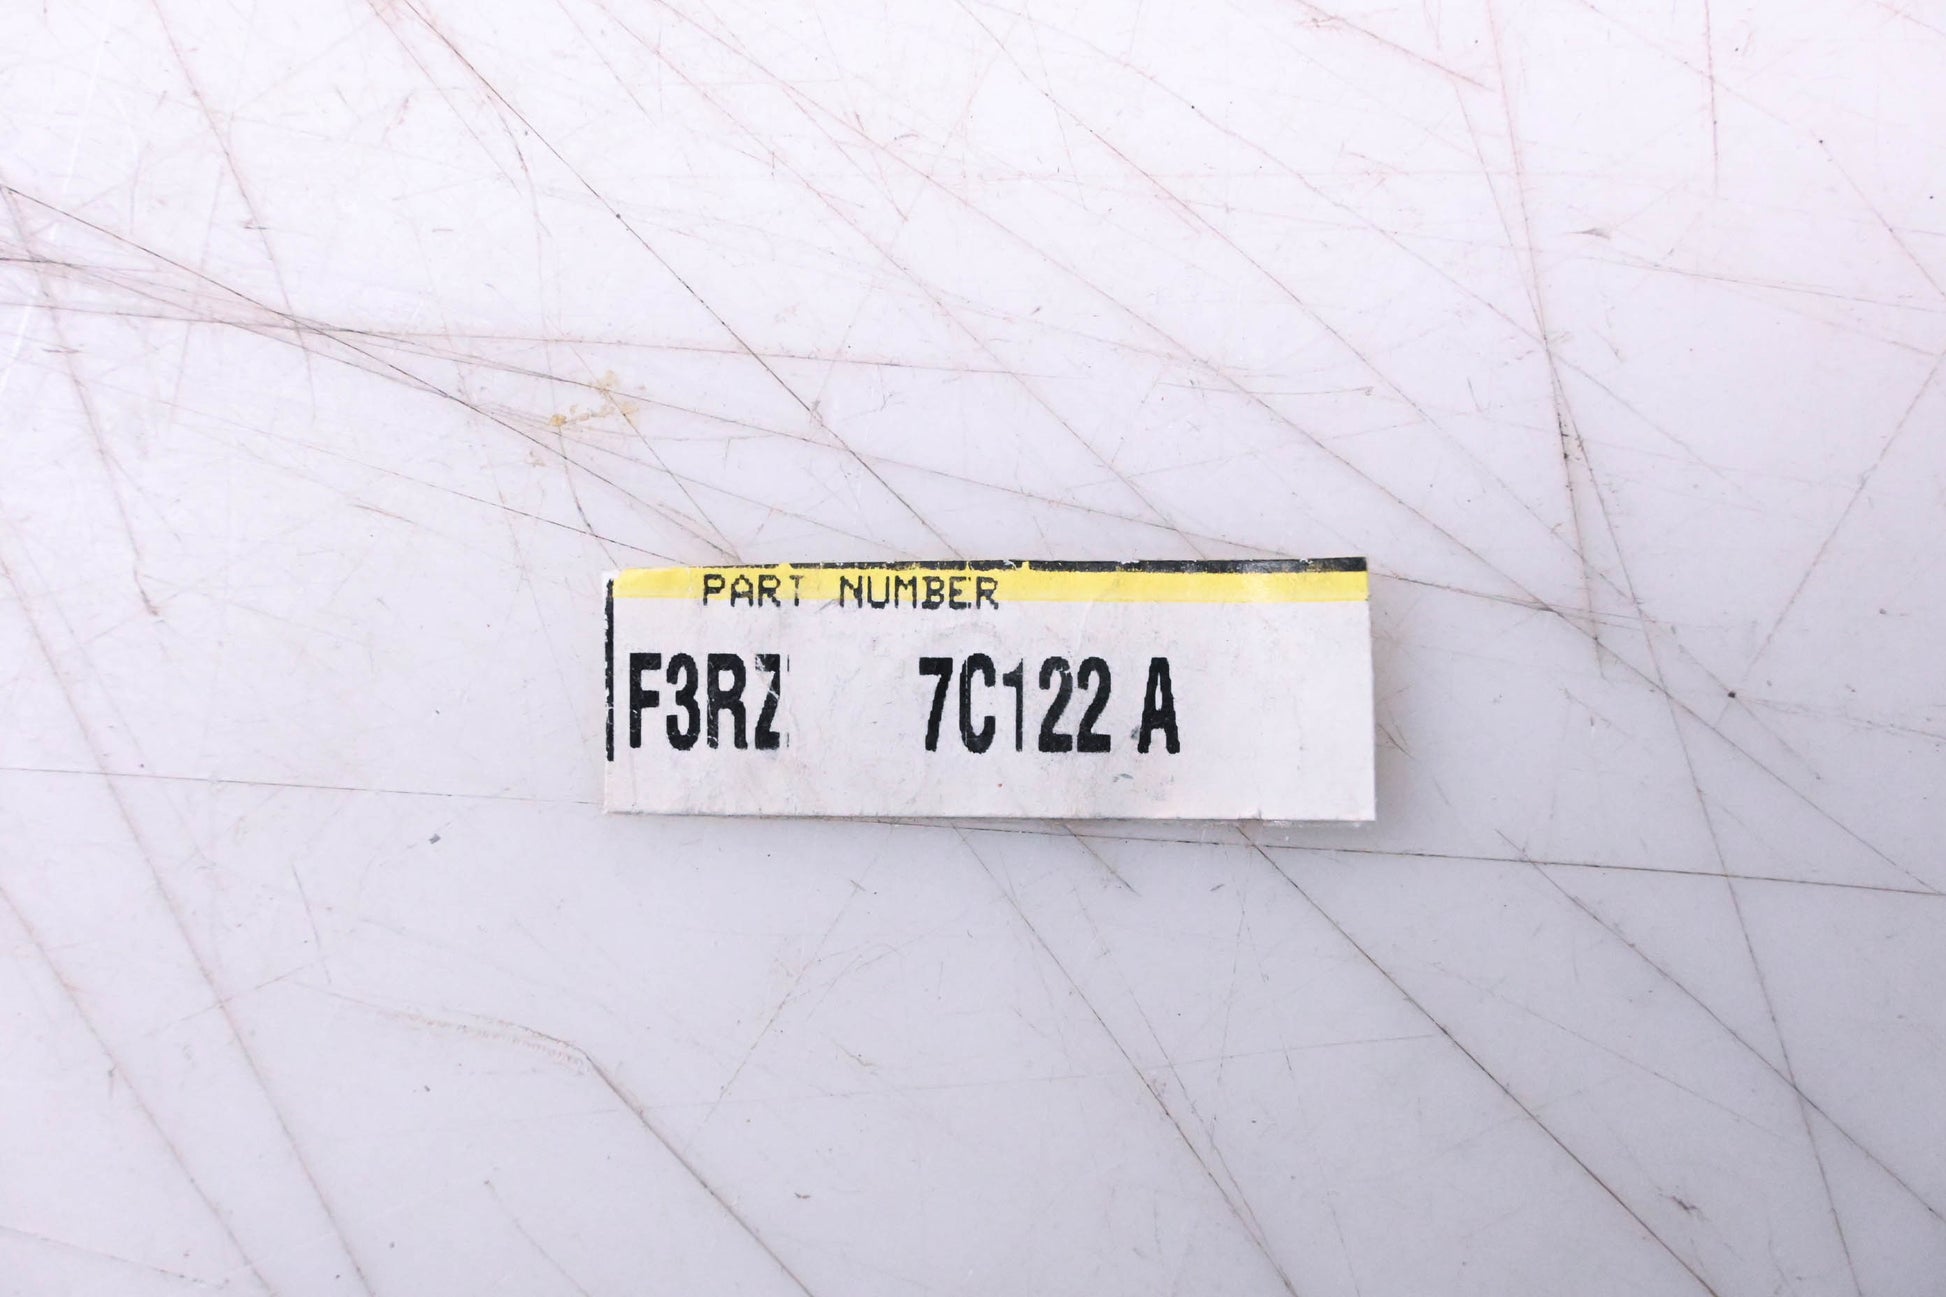 PART NUMBER
F3RZ 7C122 A